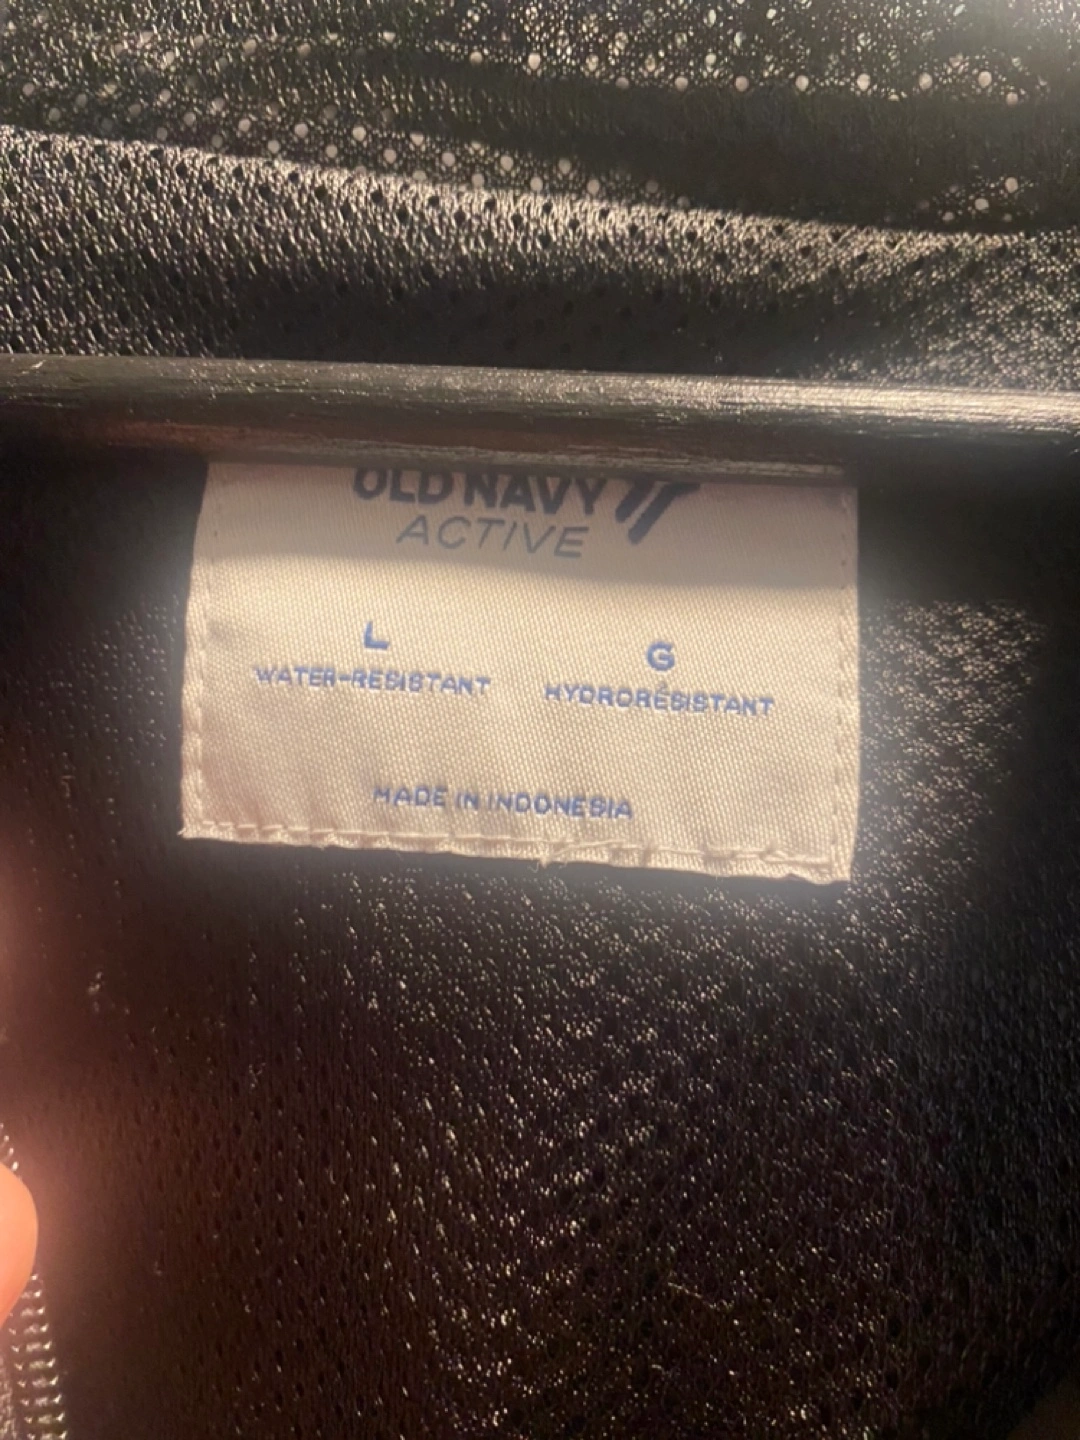 OLD NAVY
ACTIVE
L G
WATER-RESISTANT HYDRORÉSISTANT
MADE IN INDONESIA